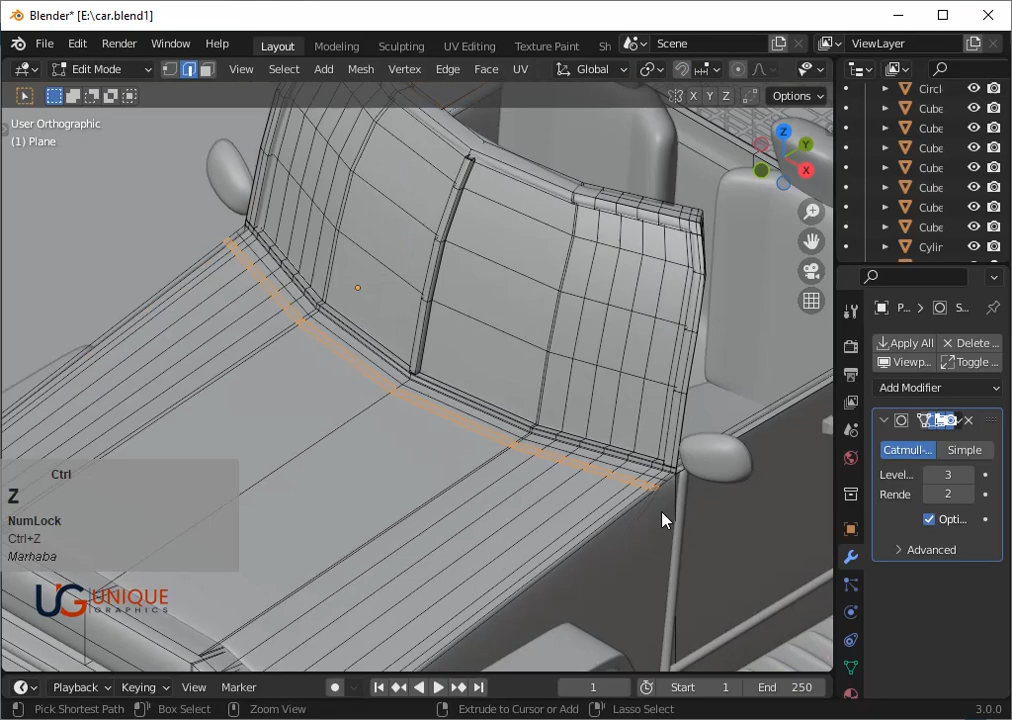 Blender* [E:\car.blend1]
File Edit Render Window Help Layout Modeling Sculpting UV Editing Texture Paint Sh Scene ViewLayer
Edit Mode View Select Add Mesh Vertex Edge Face UV Global
X Y Z Options
User Orthographic
(1) Plane
Z
Y
X
Circl
Cube
Cube
Cube
Cube
Cube
Cube
Cube
Cylir
P... S...
Apply All Delete ...
Viewp... Toggle ...
Add Modifier
Catmull-... Simple
Level... 3
Rende 2
Opti...
Advanced
Ctrl
Z
NumLock
Ctrl+Z
Marhaba
UG UNIQUE
GRAPHICS
Playback Keying View Marker 1 Start 1 End 250
Pick Shortest Path Box Select Zoom View Extrude to Cursor or Add Lasso Select 3.0.0